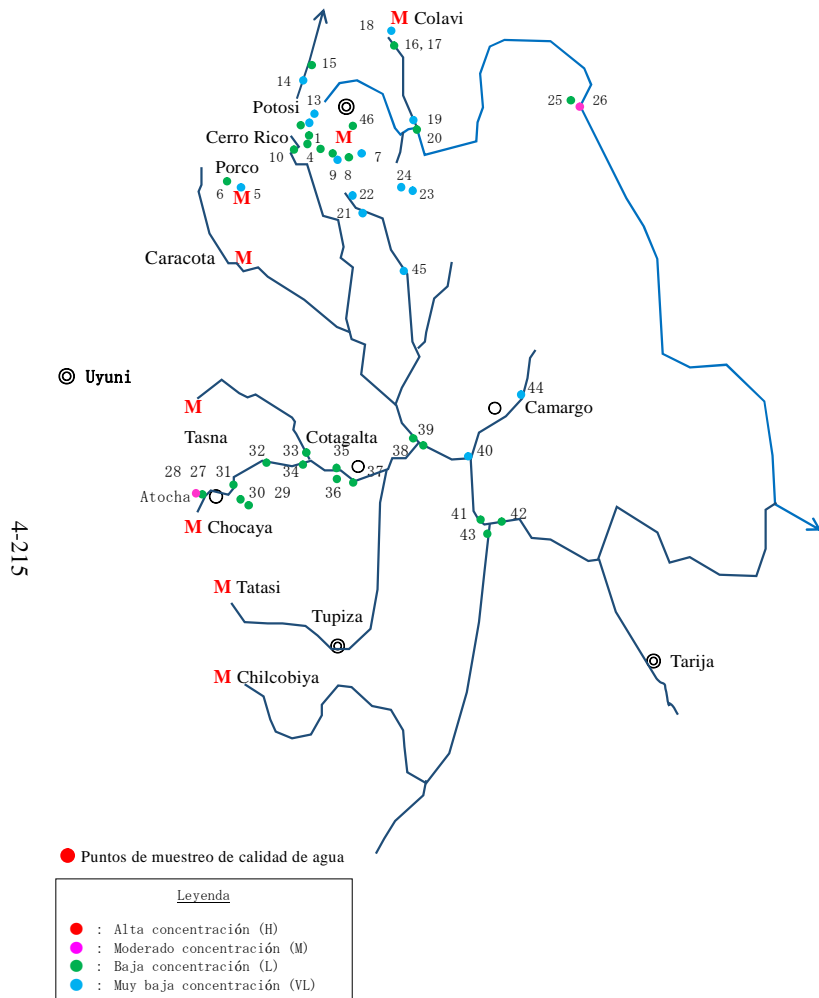 18 M Colavi
16, 17
15
14
13
Potosi
46
19
20
25 26
Cerro Rico 1 M
10 4 9 8 7
Porco
6 5
M
24
23
22
21
Caracota M
45
Uyuni
M
44
Camargo
Tasna
Cotagalta
39
38
40
32 33 35
28 27 31 34 37
36
Atocha 30 29
M Chocaya
41 42
43
4-215
M Tatasi
Tupiza
Tarija
M Chilcobiya
Puntos de muestreo de calidad de agua
Leyenda
: Alta concentración (H)
: Moderado concentración (M)
: Baja concentración (L)
: Muy baja concentración (VL)